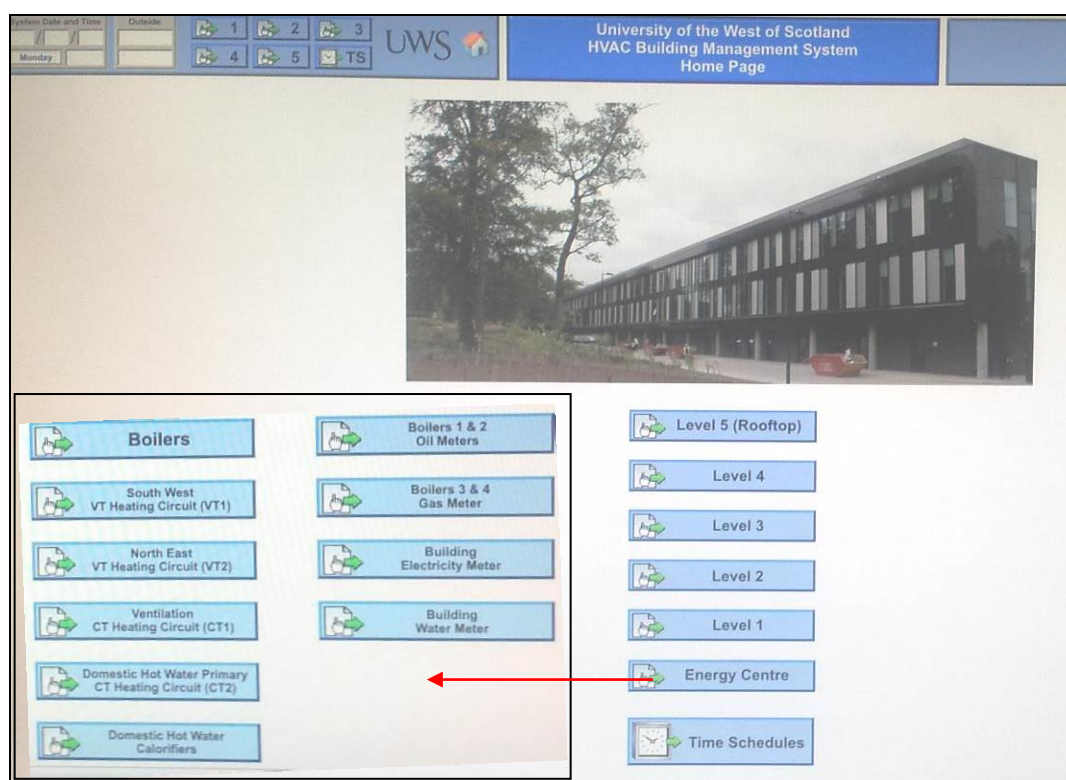 System Date and Time
/ /
Monday
Outside
1
2
3
4
5
TS
UWS
University of the West of Scotland
HVAC Building Management System
Home Page
Boilers
South West
VT Heating Circuit (VT1)
North East
VT Heating Circuit (VT2)
Ventilation
CT Heating Circuit (CT1)
Domestic Hot Water Primary
CT Heating Circuit (CT2)
Domestic Hot Water
Calorifiers
Boilers 1 & 2
Oil Meters
Boilers 3 & 4
Gas Meter
Building
Electricity Meter
Building
Water Meter
Level 5 (Rooftop)
Level 4
Level 3
Level 2
Level 1
Energy Centre
Time Schedules